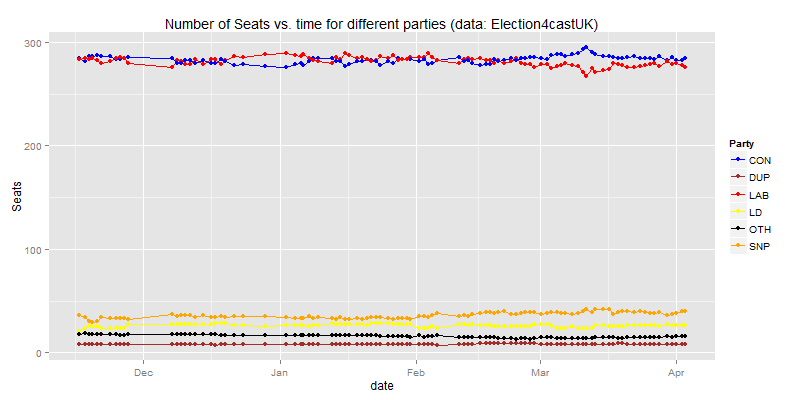 Number of Seats vs. time for different parties (data: Election4castUK)
300
200
100
0
Seats
Dec
Jan
Feb
Mar
Apr
date
Party
CON
DUP
LAB
LD
OTH
SNP